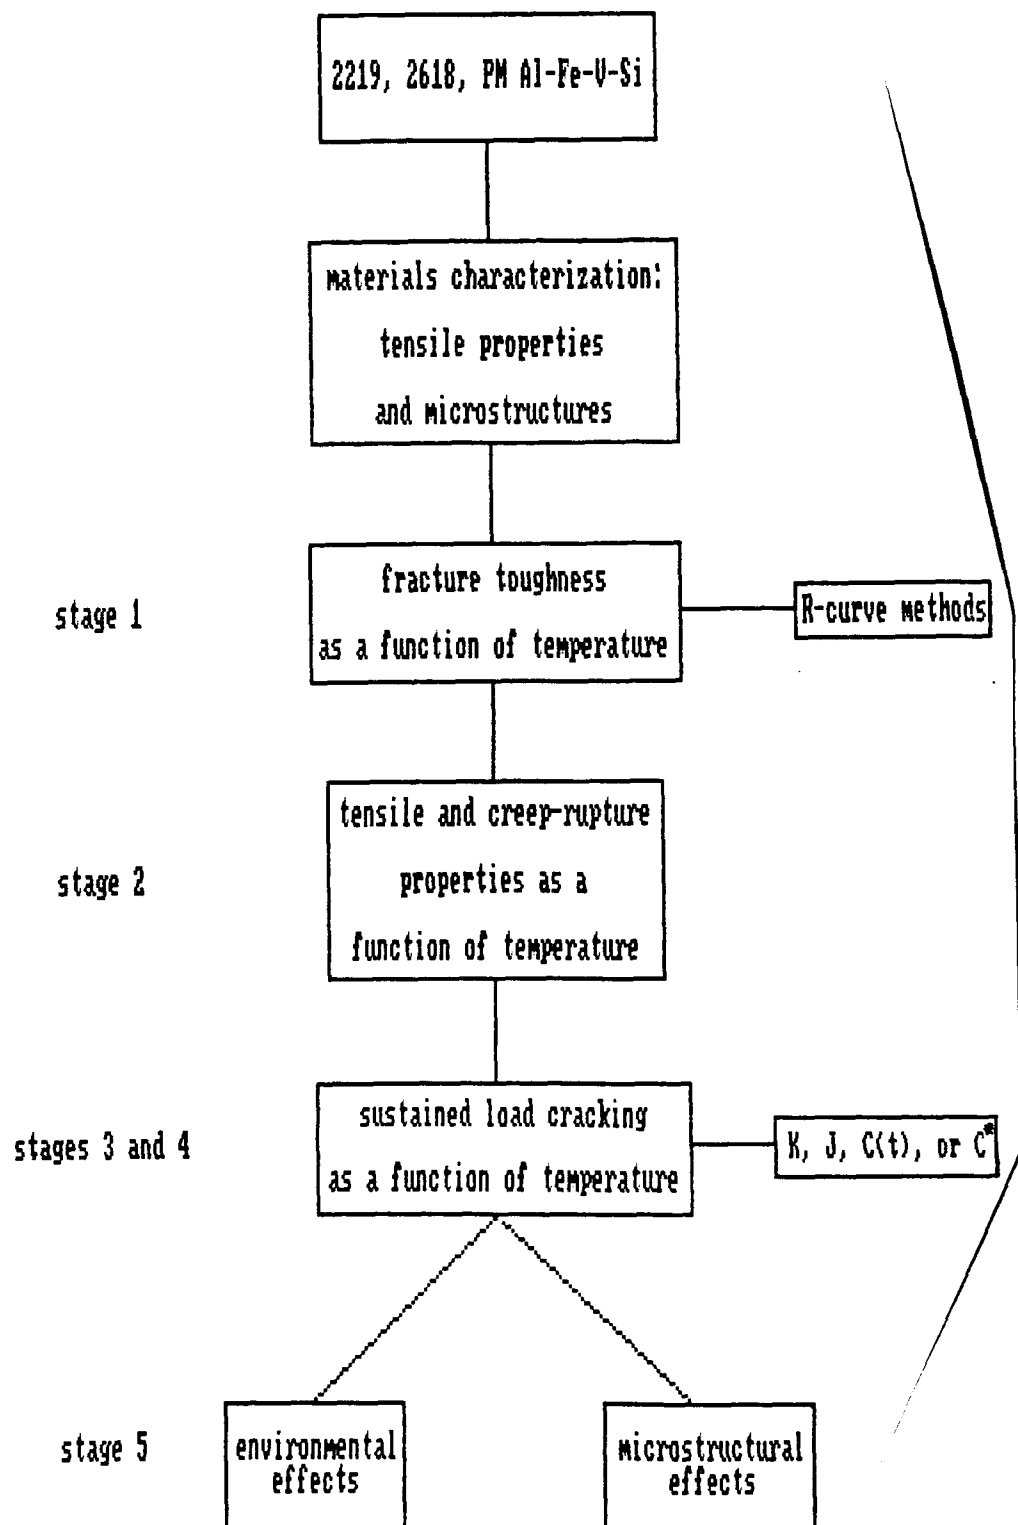 2219, 2618, PM Al-Fe-V-Si
materials characterization:
tensile properties
and microstructures
stage 1
fracture toughness
as a function of temperature
R-curve methods
stage 2
tensile and creep-rupture
properties as a
function of temperature
stages 3 and 4
sustained load cracking
as a function of temperature
K, J, C(t), or C*
stage 5
environmental
effects
microstructural
effects